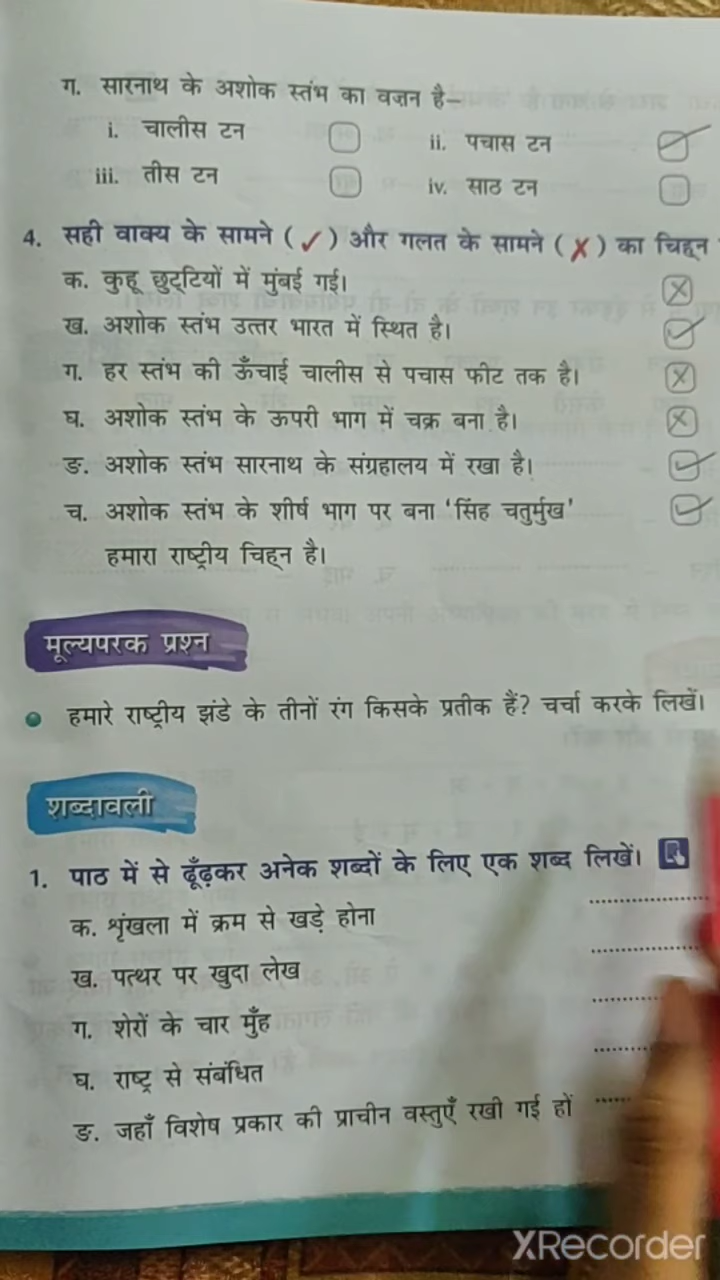 ग. सारनाथ के अशोक स्तंभ का वज़न है–
i. चालीस टन ii. पचास टन
iii. तीस टन iv. साठ टन
4. सही वाक्य के सामने (✓) और गलत के सामने (✗) का चिह्न
क. कुहू छुट्टियों में मुंबई गई।
ख. अशोक स्तंभ उत्तर भारत में स्थित है।
ग. हर स्तंभ की ऊँचाई चालीस से पचास फीट तक है।
घ. अशोक स्तंभ के ऊपरी भाग में चक्र बना है।
ङ. अशोक स्तंभ सारनाथ के संग्रहालय में रखा है।
च. अशोक स्तंभ के शीर्ष भाग पर बना 'सिंह चतुर्मुख'
हमारा राष्ट्रीय चिह्न है।
मूल्यपरक प्रश्न
हमारे राष्ट्रीय झंडे के तीनों रंग किसके प्रतीक हैं? चर्चा करके लिखें।
शब्दावली
1. पाठ में से ढूँढ़कर अनेक शब्दों के लिए एक शब्द लिखें।
क. शृंखला में क्रम से खड़े होना
ख. पत्थर पर खुदा लेख
ग. शेरों के चार मुँह
घ. राष्ट्र से संबंधित
ङ. जहाँ विशेष प्रकार की प्राचीन वस्तुएँ रखी गई हों
XRecorder